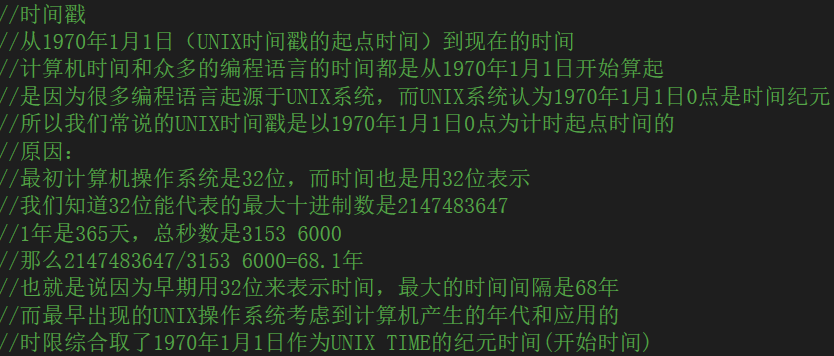 //时间戳
//从1970年1月1日（UNIX时间戳的起点时间）到现在的时间
//计算机时间和众多的编程语言的时间都是从1970年1月1日开始算起
//是因为很多编程语言起源于UNIX系统，而UNIX系统认为1970年1月1日0点是时间纪元
//所以我们常说的UNIX时间戳是以1970年1月1日0点为计时起点时间的
//原因：
//最初计算机操作系统是32位，而时间也是用32位表示
//我们知道32位能代表的最大十进制数是2147483647
//1年是365天，总秒数是3153 6000
//那么2147483647/3153 6000=68.1年
//也就是说因为早期用32位来表示时间，最大的时间间隔是68年
//而最早出现的UNIX操作系统考虑到计算机产生的年代和应用的
//时限综合取了1970年1月1日作为UNIX TIME的纪元时间(开始时间)